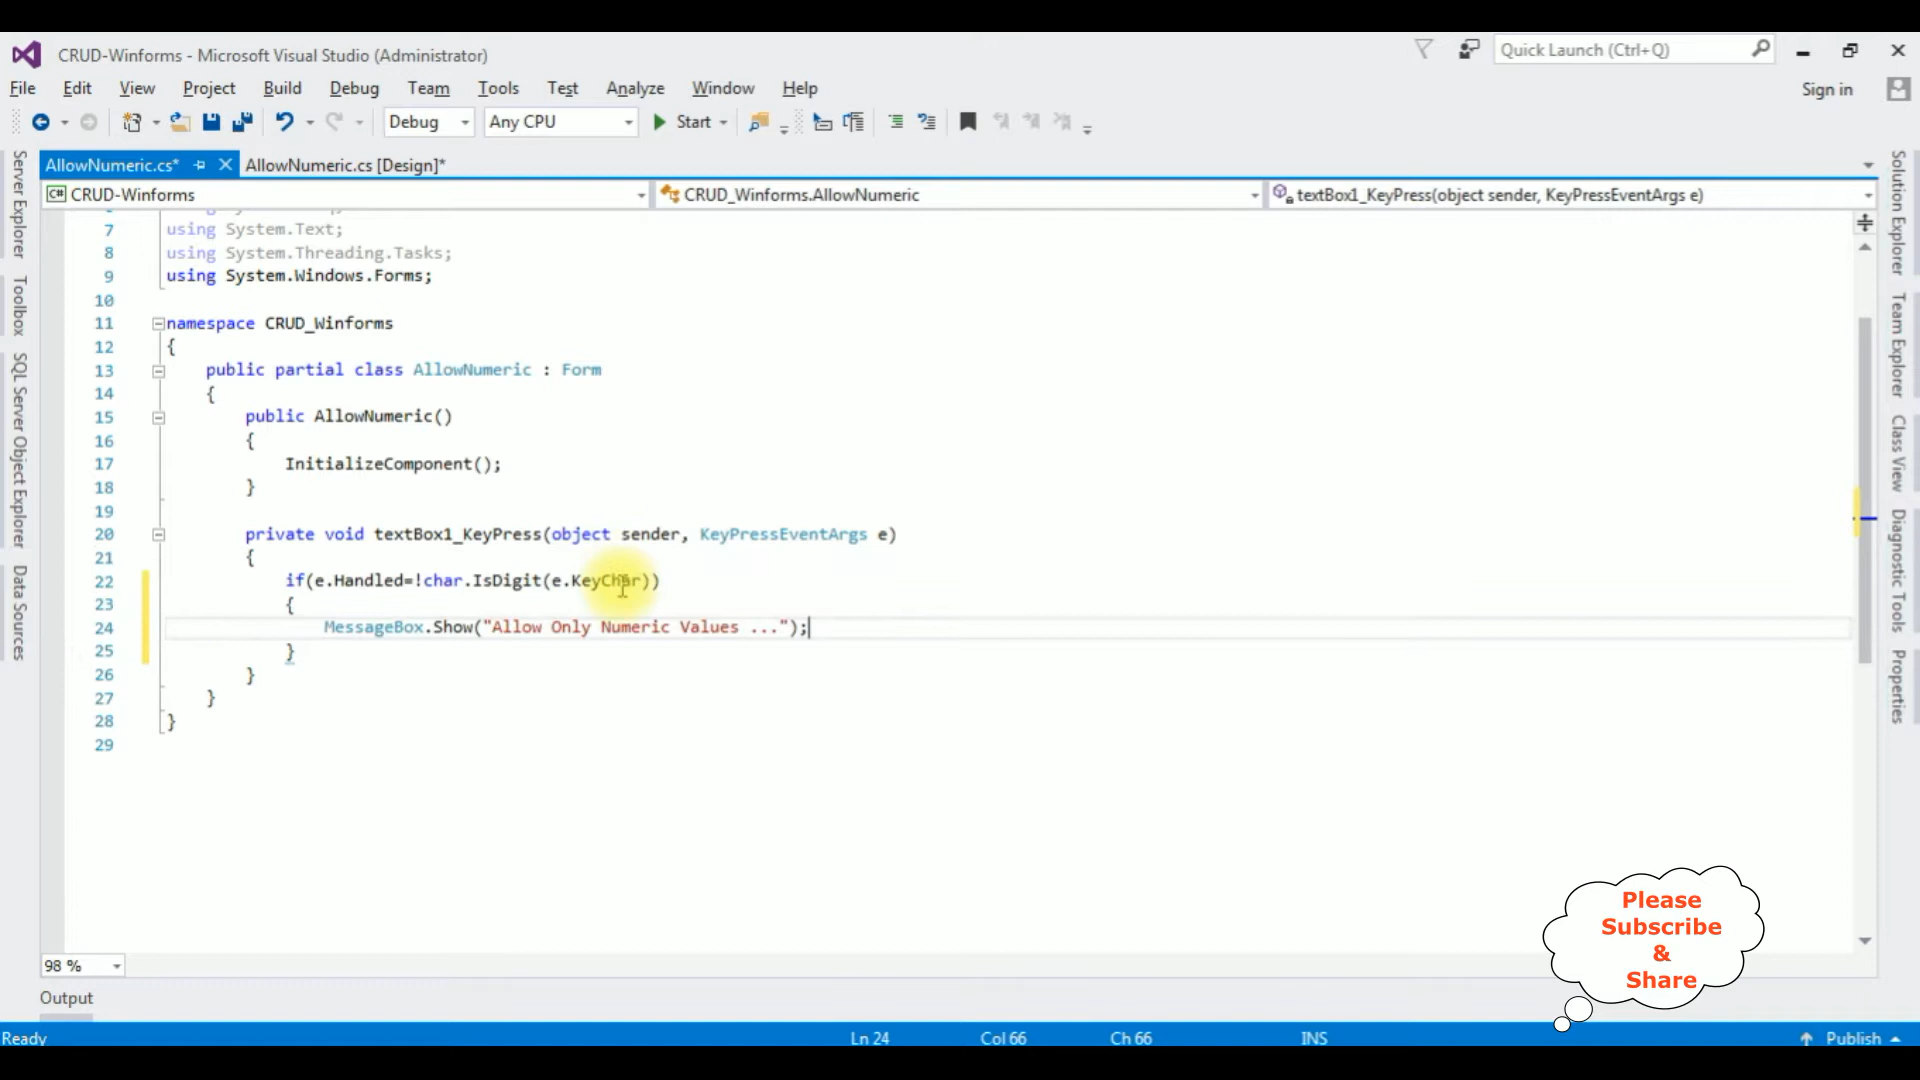 CRUD-Winforms - Microsoft Visual Studio (Administrator)
Quick Launch (Ctrl+Q)
File Edit View Project Build Debug Team Tools Test Analyze Window Help
Sign in
Debug Any CPU Start
AllowNumeric.cs*
AllowNumeric.cs [Design]*
C# CRUD-Winforms
CRUD_Winforms.AllowNumeric
textBox1_KeyPress(object sender, KeyPressEventArgs e)
7 using System.Text;
8 using System.Threading.Tasks;
9 using System.Windows.Forms;
10
11 namespace CRUD_Winforms
12 {
13 public partial class AllowNumeric : Form
14 {
15 public AllowNumeric()
16 {
17 InitializeComponent();
18 }
19
20 private void textBox1_KeyPress(object sender, KeyPressEventArgs e)
21 {
22 if(e.Handled=!char.IsDigit(e.KeyChar))
23 {
24 MessageBox.Show("Allow Only Numeric Values ...");
25 }
26 }
27 }
28 }
29
Server Explorer
Toolbox
SQL Server Object Explorer
Data Sources
Solution Explorer
Team Explorer
Class View
Diagnostic Tools
Properties
Please
Subscribe
&
Share
98 %
Output
Ready
Ln 24
Col 66
Ch 66
INS
Publish